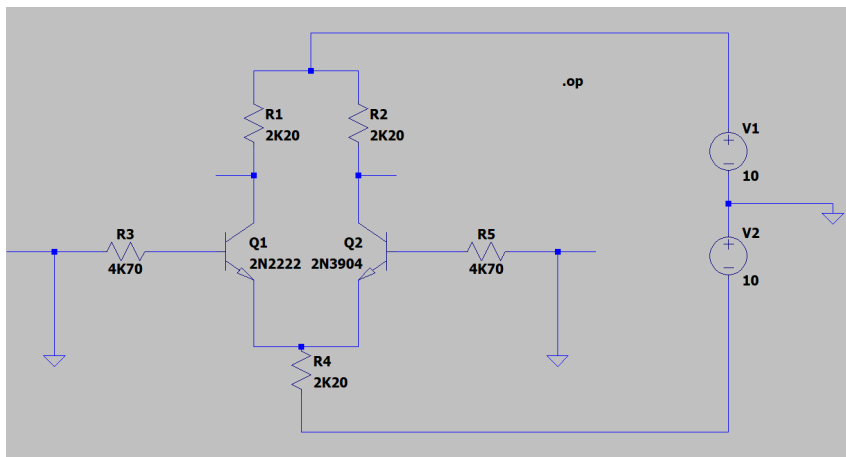 .op
R1
2K20
R2
2K20
V1
+
−
10
R3
4K70
Q1
2N2222
Q2
2N3904
R5
4K70
V2
+
−
10
R4
2K20